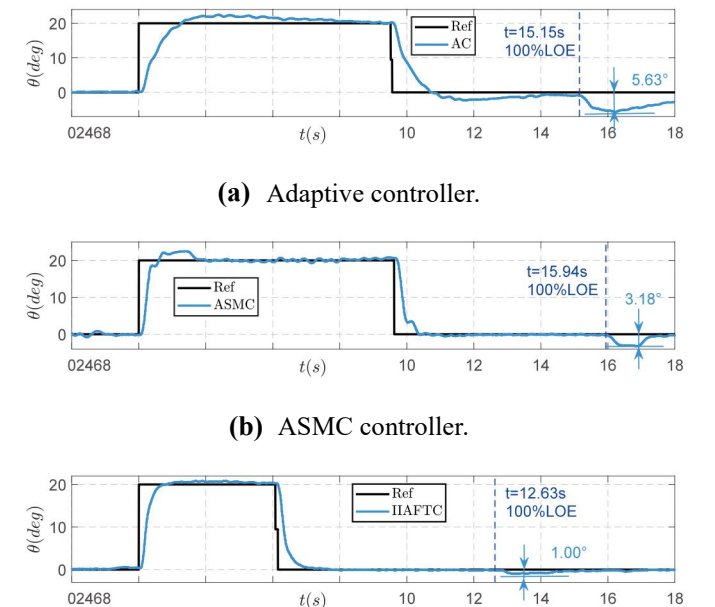 20
10
0
θ(deg)
Ref
AC
t=15.15s
100%LOE
5.63°
02468
t(s)
10
12
14
16
18
(a) Adaptive controller.
20
10
0
θ(deg)
Ref
ASMC
t=15.94s
100%LOE
3.18°
02468
t(s)
10
12
14
16
18
(b) ASMC controller.
20
10
0
θ(deg)
Ref
IIAFTC
t=12.63s
100%LOE
1.00°
02468
t(s)
10
12
14
16
18